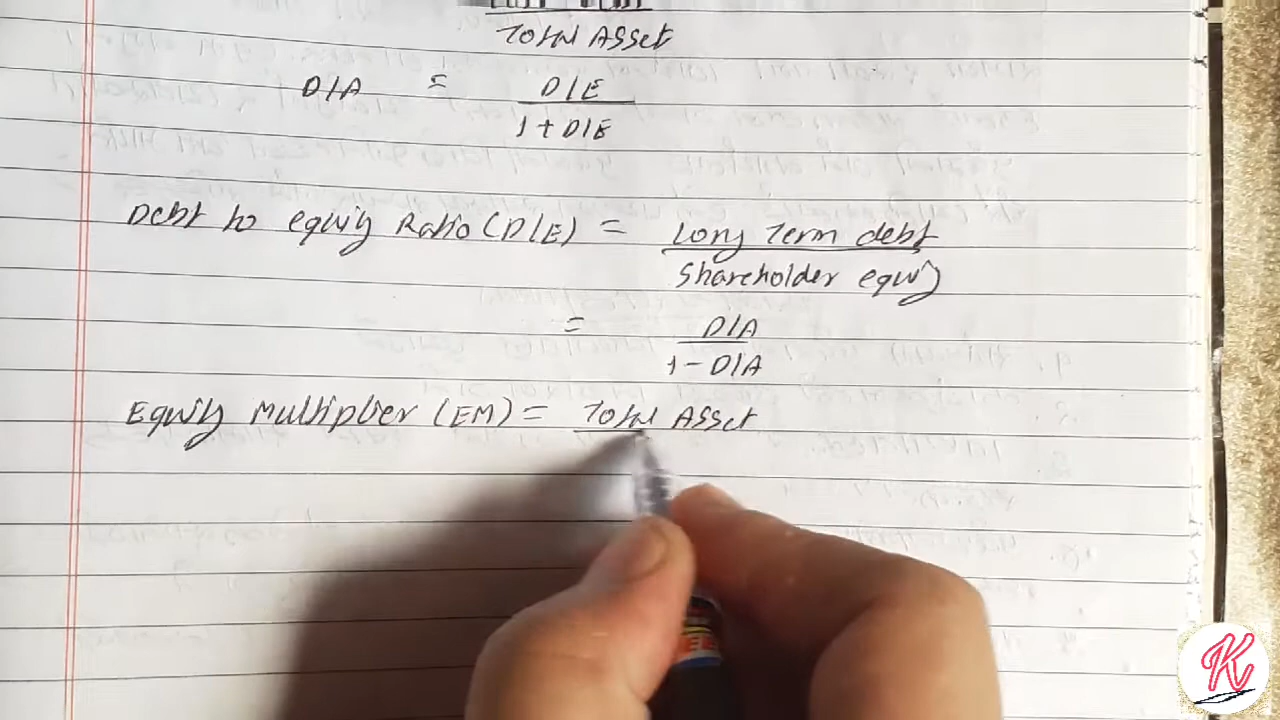 Total Asset
D/A = D/E
1 + D/E
Debt to equity Ratio (D/E) = Long Term debt
Shareholder equity
= D/A
1 - D/A
Equity Multiplier (EM) = Total Asset
K